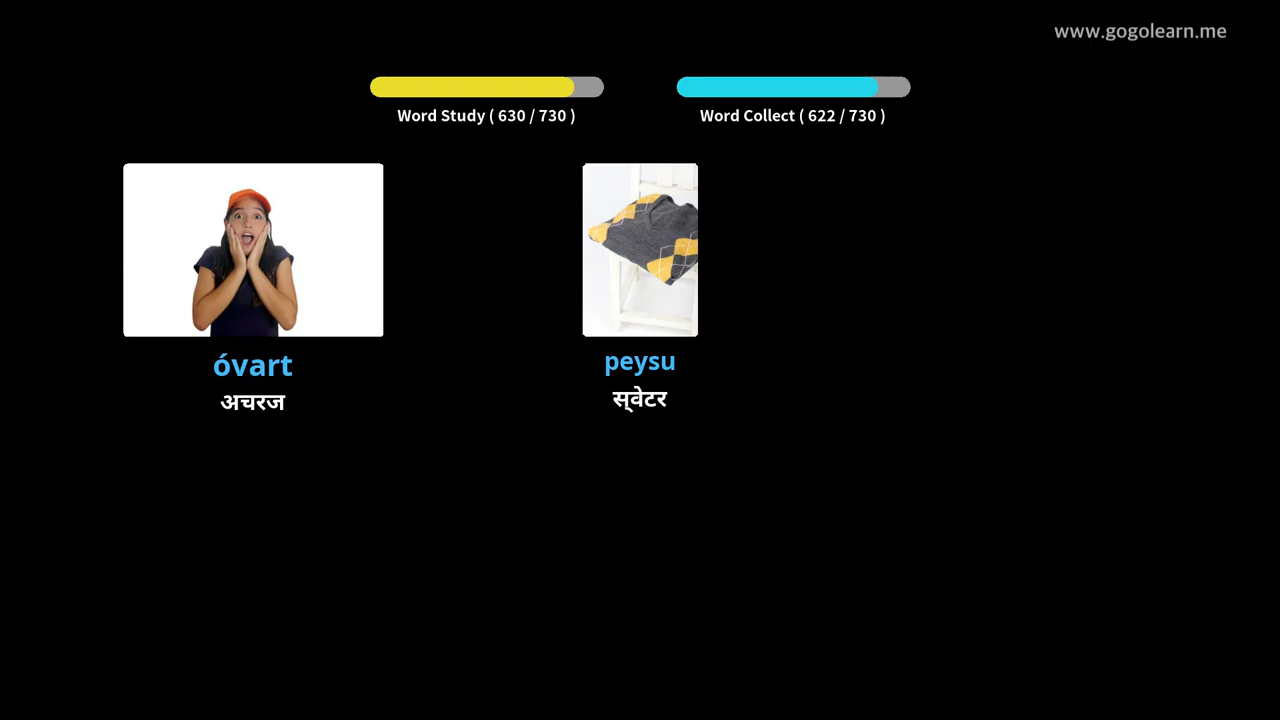 www.gogolearn.me
Word Study ( 630 / 730 )
Word Collect ( 622 / 730 )
óvart
अचरज
peysu
स्वेटर